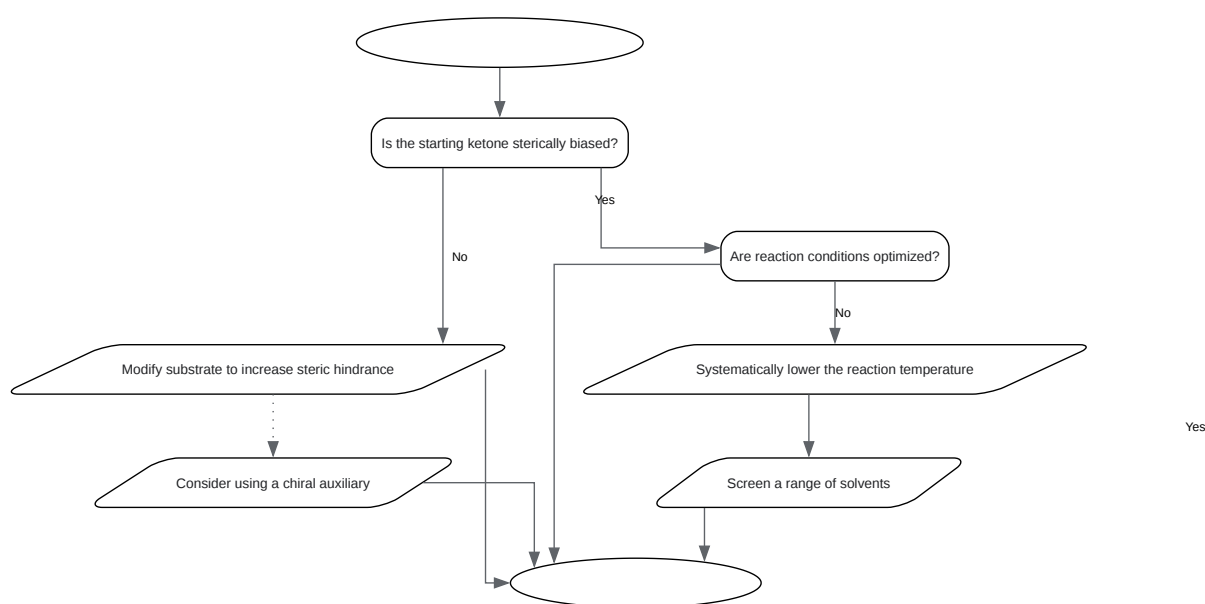 Is the starting ketone sterically biased?
Yes
Are reaction conditions optimized?
No
No
Modify substrate to increase steric hindrance
Systematically lower the reaction temperature
Yes
Consider using a chiral auxiliary
Screen a range of solvents